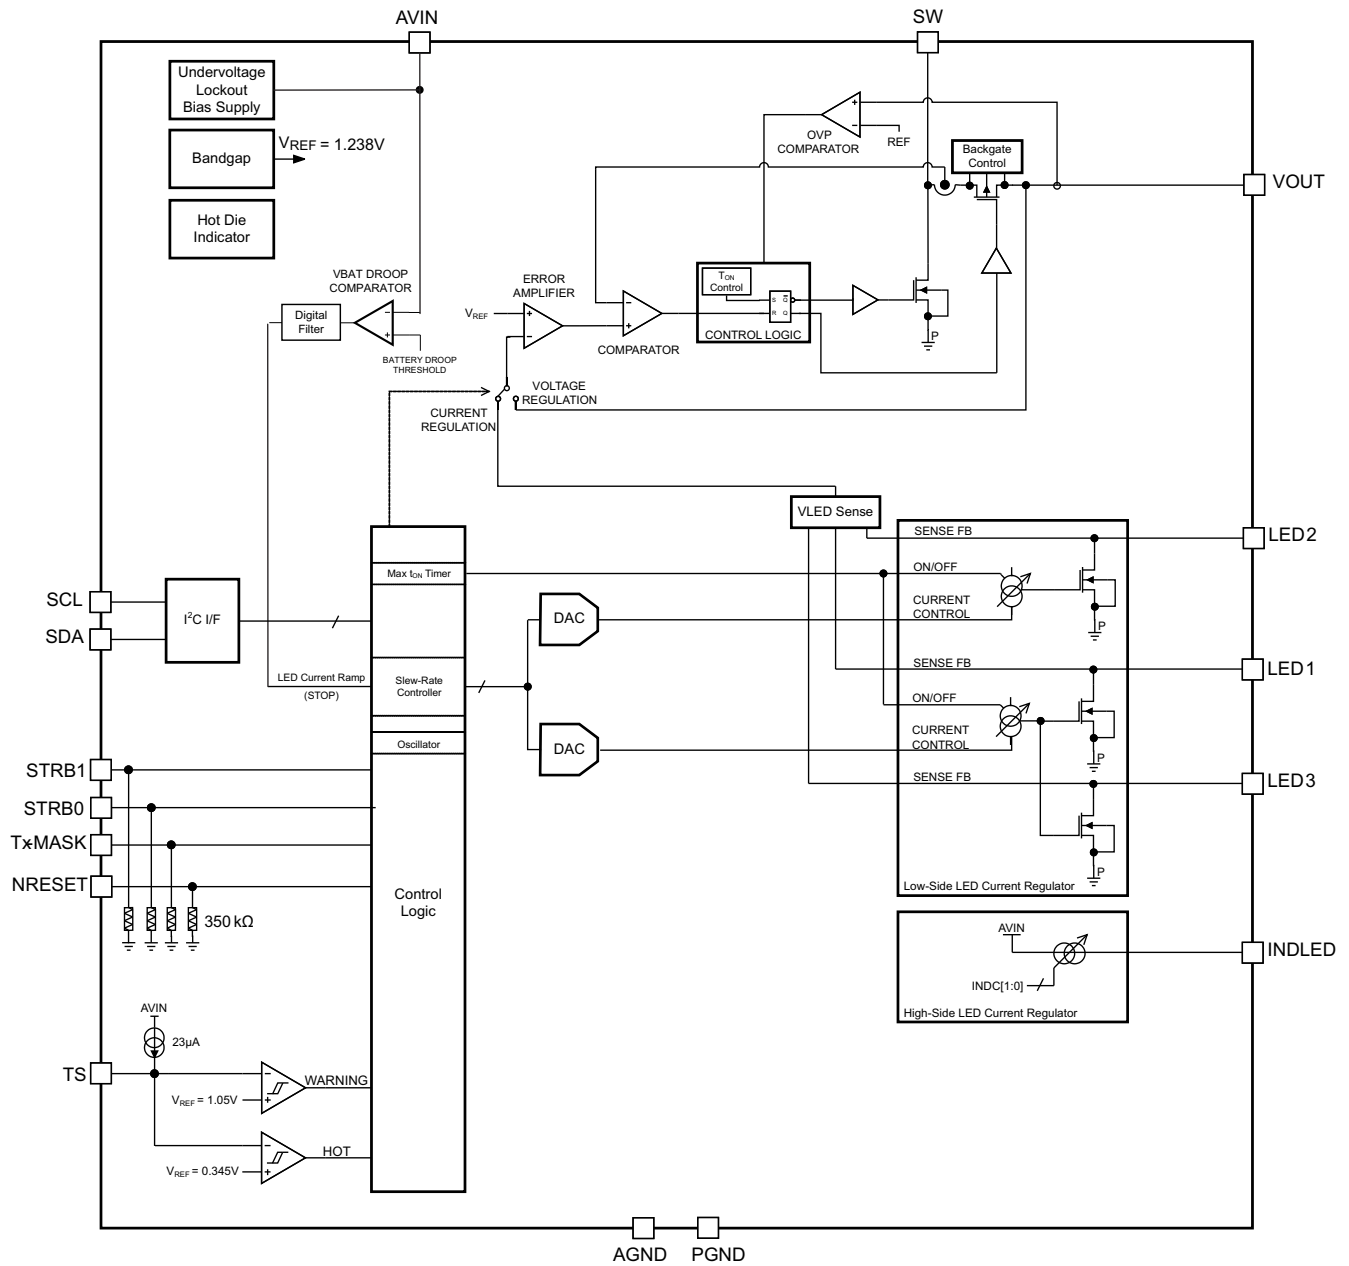 AVIN
SW
Undervoltage
Lockout
Bias Supply
Bandgap
VREF = 1.238V
Hot Die
Indicator
+
−
OVP
COMPARATOR
REF
Backgate
Control
VOUT
VBAT DROOP
COMPARATOR
Digital
Filter
−
+
BATTERY DROOP
THRESHOLD
ERROR
AMPLIFIER
VREF
+
−
−
+
COMPARATOR
TON
Control
S Q
R Q
CONTROL LOGIC
P
VOLTAGE
REGULATION
CURRENT
REGULATION
VLED Sense
SENSE FB
LED2
ON/OFF
CURRENT
CONTROL
P
Max tON Timer
SCL
SDA
I2C I/F
DAC
LED Current Ramp
(STOP)
Slew-Rate
Controller
SENSE FB
LED1
ON/OFF
CURRENT
CONTROL
P
DAC
Oscillator
STRB1
STRB0
TxMASK
NRESET
350 kΩ
Control
Logic
SENSE FB
LED3
P
Low-Side LED Current Regulator
AVIN
INDC[1:0]
INDLED
High-Side LED Current Regulator
AVIN
23µA
TS
−
+
WARNING
VREF = 1.05V
−
+
HOT
VREF = 0.345V
AGND
PGND